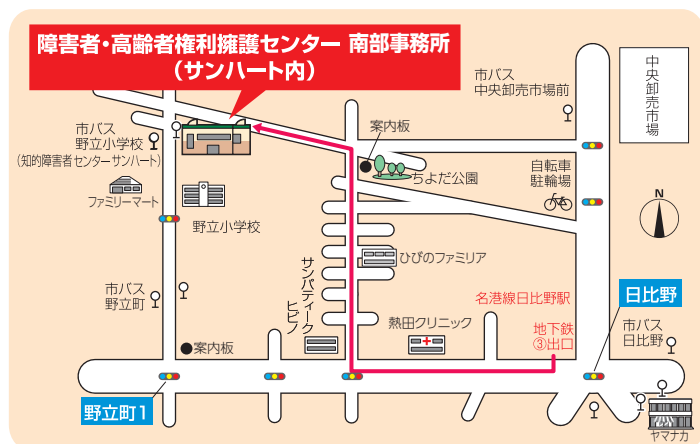 障害者・高齢者権利擁護センター 南部事務所
（サンハート内）
市バス
中央卸売市場前
中央卸売市場
市バス
野立小学校
(知的障害者センター サンハート)
案内板
ちよだ公園
自転車
駐輪場
N
ファミリーマート
野立小学校
ひびのファミリア
サンパティーク
ヒビノ
市バス
野立町
名港線日比野駅
地下鉄
③出口
日比野
市バス
日比野
熱田クリニック
案内板
野立町1
ヤマナカ